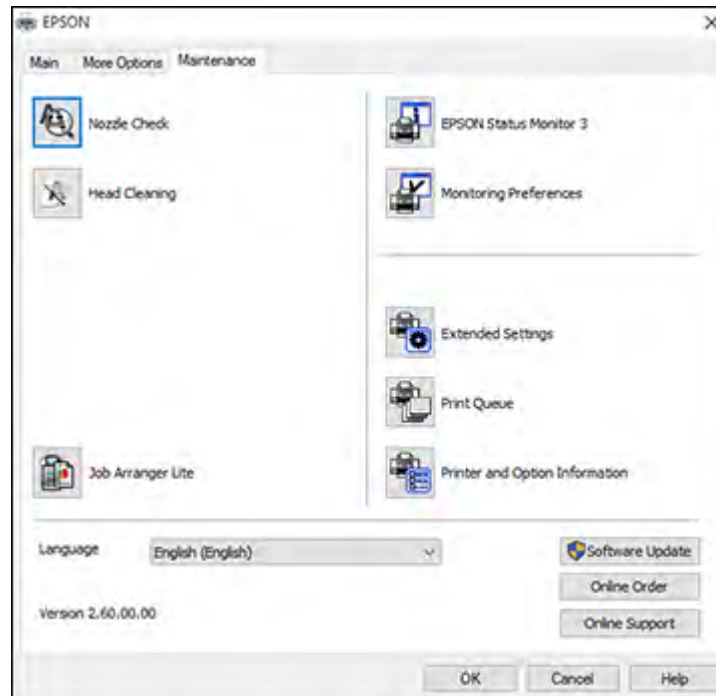 EPSON
Main More Options Maintenance
Nozzle Check
EPSON Status Monitor 3
Head Cleaning
Monitoring Preferences
Extended Settings
Print Queue
Job Arranger Lite
Printer and Option Information
Language English (English)
Software Update
Online Order
Version 2.60.00.00
Online Support
OK Cancel Help